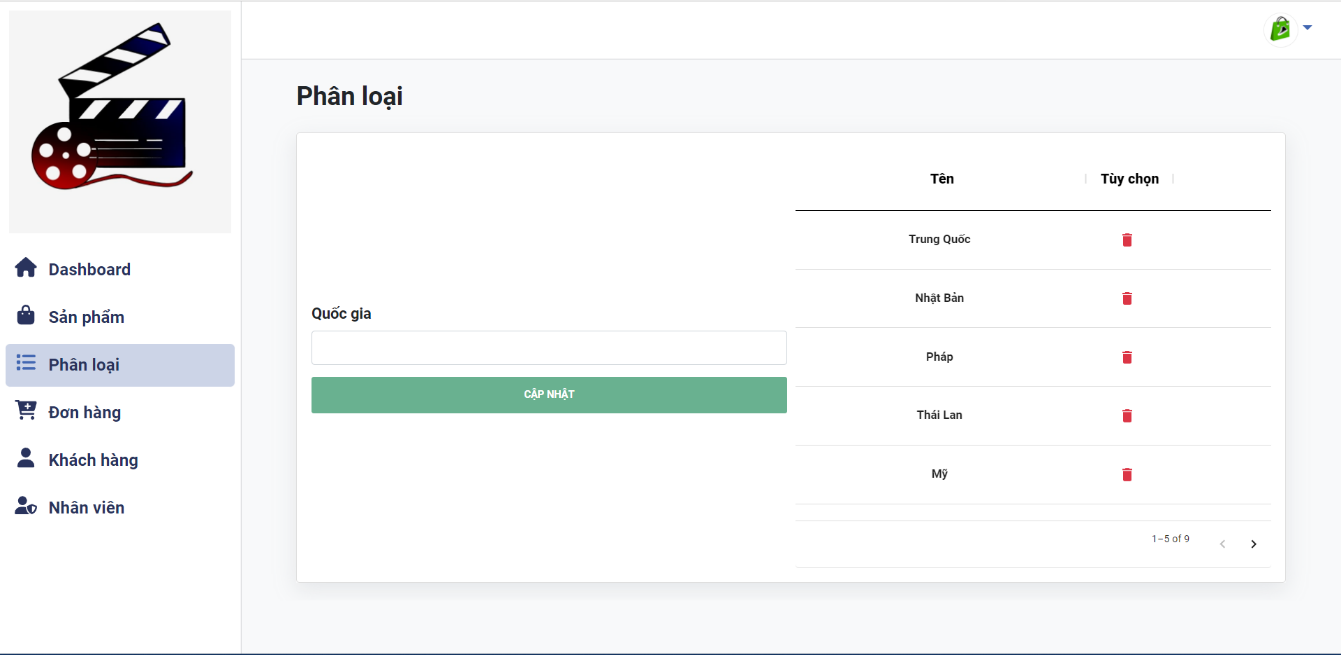 Dashboard
Sản phẩm
Phân loại
Đơn hàng
Khách hàng
Nhân viên
Phân loại
Quốc gia
CẬP NHẬT
Tên
Tùy chọn
Trung Quốc
Nhật Bản
Pháp
Thái Lan
Mỹ
1–5 of 9